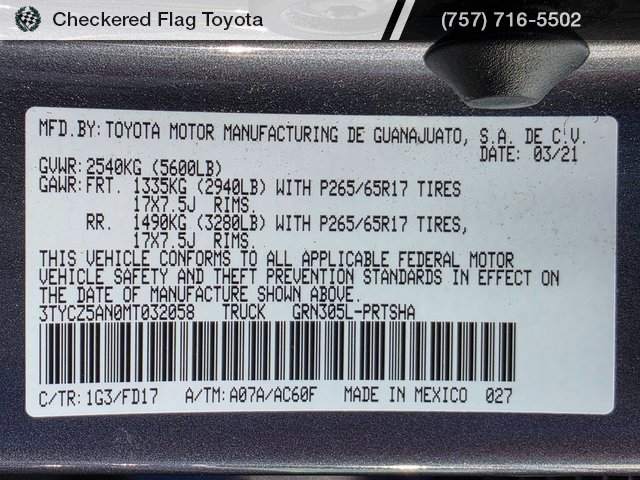 Checkered Flag Toyota
(757) 716-5502
MFD.BY:TOYOTA MOTOR MANUFACTURING DE GUANAJUATO, S.A. DE C.V.
DATE: 03/21
GVWR:2540KG (5600LB)
GAWR:FRT. 1335KG (2940LB) WITH P265/65R17 TIRES
17X7.5J RIMS.
RR. 1490KG (3280LB) WITH P265/65R17 TIRES,
17X7.5J RIMS.
THIS VEHICLE CONFORMS TO ALL APPLICABLE FEDERAL MOTOR
VEHICLE SAFETY AND THEFT PREVENTION STANDARDS IN EFFECT ON
THE DATE OF MANUFACTURE SHOWN ABOVE.
3TYCZ5AN0MT032058 TRUCK GRN305L-PRTSHA
C/TR:1G3/FD17 A/TM:A07A/AC60F MADE IN MEXICO 027